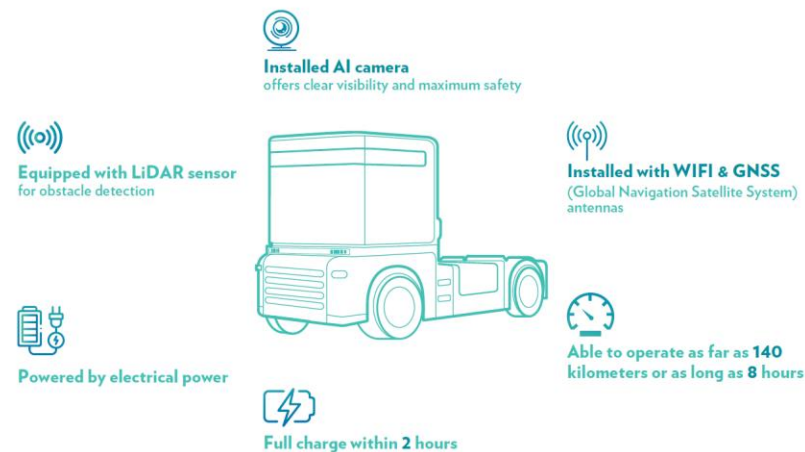 Installed AI camera
offers clear visibility and maximum safety
Equipped with LiDAR sensor
for obstacle detection
Installed with WIFI & GNSS
(Global Navigation Satellite System)
antennas
Powered by electrical power
Able to operate as far as 140
kilometers or as long as 8 hours
Full charge within 2 hours